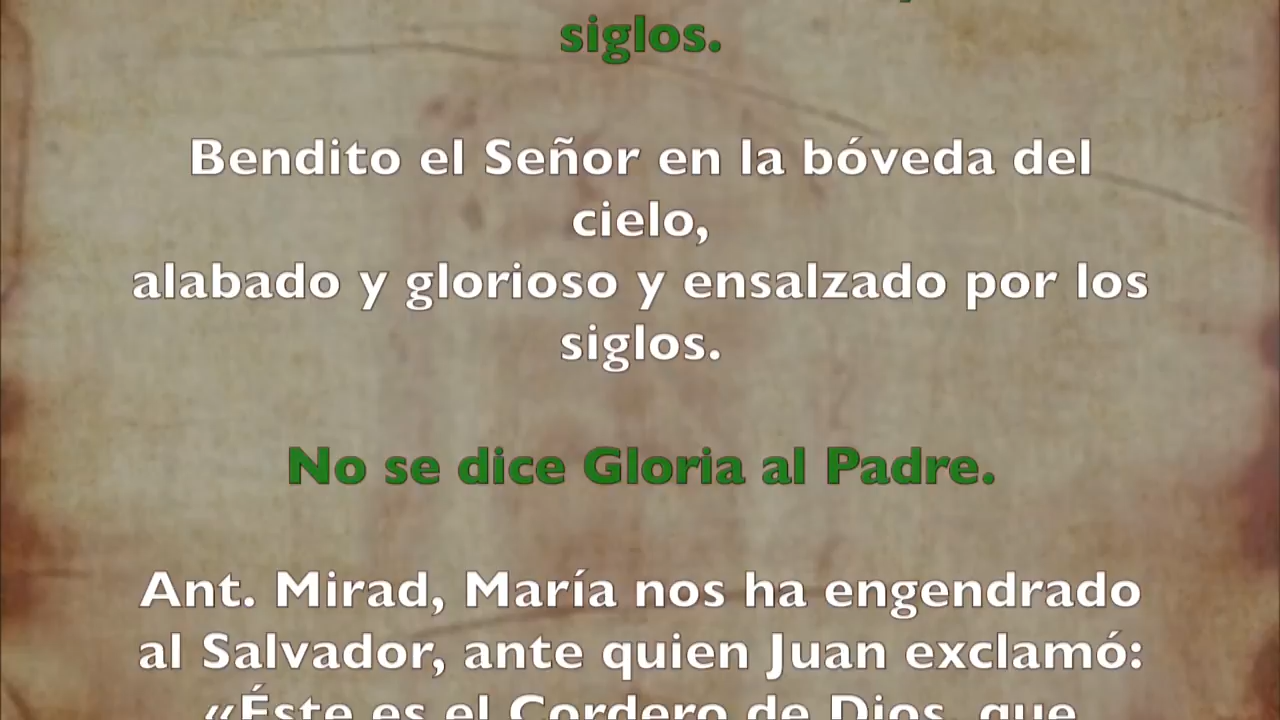 siglos.
Bendito el Señor en la bóveda del
cielo,
alabado y glorioso y ensalzado por los
siglos.
No se dice Gloria al Padre.
Ant. Mirad, María nos ha engendrado
al Salvador, ante quien Juan exclamó:
«Éste es el Cordero de Dios, que